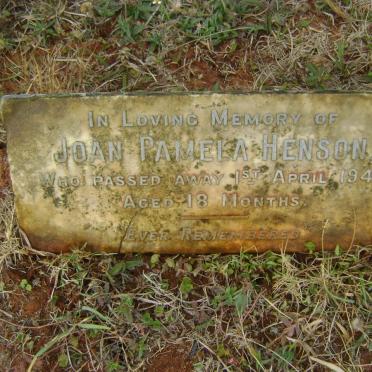 In Loving Memory of
Joan Pamela Henson
Who passed away 1st April 194
Aged 18 Months.
Ever Remembered